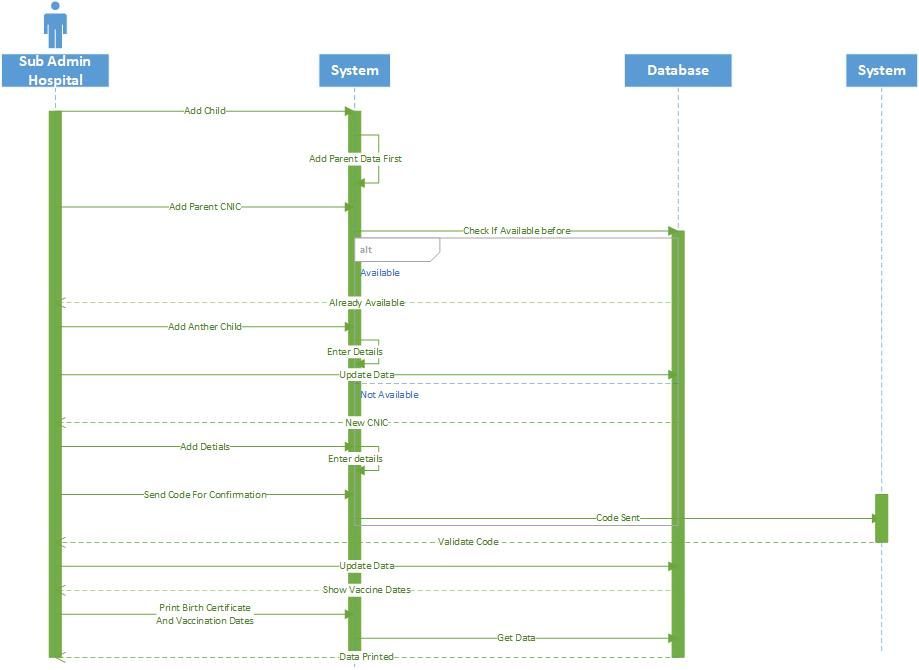 Sub Admin
Hospital
System
Database
System
Add Child
Add Parent Data First
Add Parent CNIC
Check If Available before
alt
Available
Already Available
Add Anther Child
Enter Details
Update Data
Not Available
New CNIC
Add Detials
Enter details
Send Code For Confirmation
Code Sent
Validate Code
Update Data
Show Vaccine Dates
Print Birth Certificate
And Vaccination Dates
Get Data
Data Printed